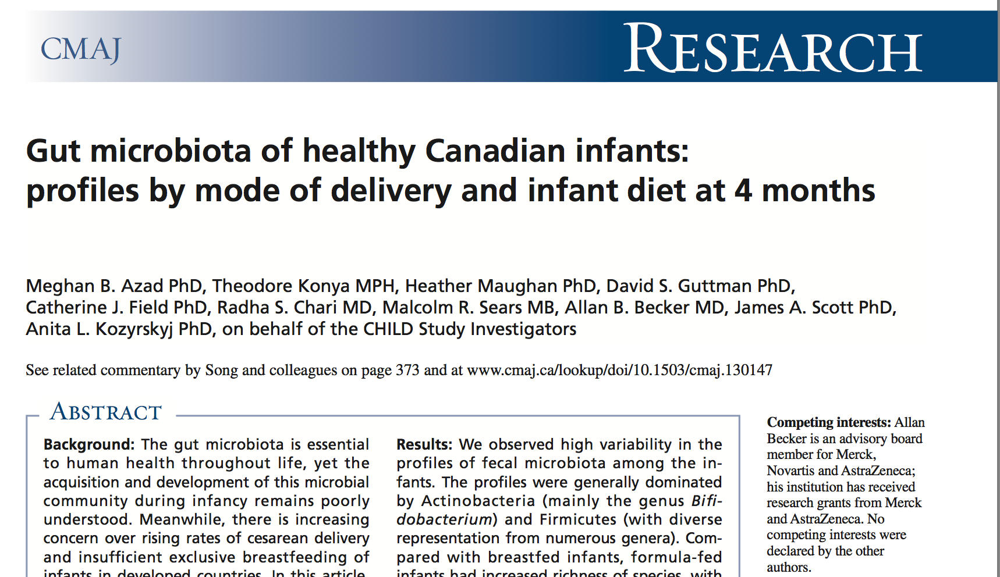 CMAJ
RESEARCH
Gut microbiota of healthy Canadian infants:
profiles by mode of delivery and infant diet at 4 months
Meghan B. Azad PhD, Theodore Konya MPH, Heather Maughan PhD, David S. Guttman PhD,
Catherine J. Field PhD, Radha S. Chari MD, Malcolm R. Sears MB, Allan B. Becker MD, James A. Scott PhD,
Anita L. Kozyrskyj PhD, on behalf of the CHILD Study Investigators
See related commentary by Song and colleagues on page 373 and at www.cmaj.ca/lookup/doi/10.1503/cmaj.130147
ABSTRACT
Background: The gut microbiota is essential
to human health throughout life, yet the
acquisition and development of this microbial
community during infancy remains poorly
understood. Meanwhile, there is increasing
concern over rising rates of cesarean delivery
and insufficient exclusive breastfeeding of
infants in developed countries. In this article,
Results: We observed high variability in the
profiles of fecal microbiota among the in-
fants. The profiles were generally dominated
by Actinobacteria (mainly the genus Bifi-
dobacterium) and Firmicutes (with diverse
representation from numerous genera). Com-
pared with breastfed infants, formula-fed
infants had increased richness of species, with
Competing interests: Allan
Becker is an advisory board
member for Merck,
Novartis and AstraZeneca;
his institution has received
research grants from Merck
and AstraZeneca. No
competing interests were
declared by the other
authors.